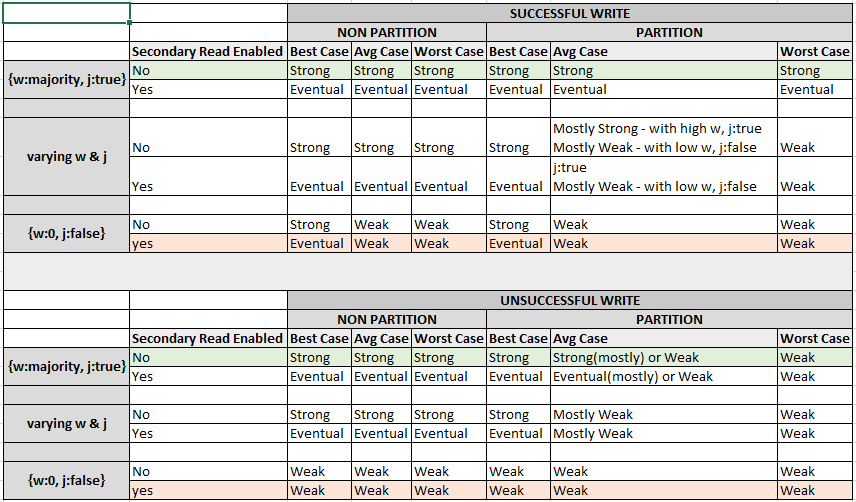 SUCCESSFUL WRITE
NON PARTITION PARTITION
Secondary Read Enabled Best Case Avg Case Worst Case Best Case Avg Case Worst Case
{w:majority, j:true}
No Strong Strong Strong Strong Strong Strong
Yes Eventual Eventual Eventual Eventual Eventual Eventual
varying w & j
Mostly Strong - with high w, j:true
No Strong Strong Strong Strong Mostly Weak - with low w, j:false Weak
j:true
Yes Eventual Eventual Eventual Eventual Mostly Weak - with low w, j:false Weak
{w:0, j:false}
No Strong Weak Weak Strong Weak Weak
yes Eventual Weak Weak Eventual Weak Weak
UNSUCCESSFUL WRITE
NON PARTITION PARTITION
Secondary Read Enabled Best Case Avg Case Worst Case Best Case Avg Case Worst Case
{w:majority, j:true}
No Strong Strong Strong Strong Strong(mostly) or Weak Weak
Yes Eventual Eventual Eventual Eventual Eventual(mostly) or Weak Weak
varying w & j
No Strong Strong Strong Strong Mostly Weak Weak
Yes Eventual Eventual Eventual Eventual Mostly Weak Weak
{w:0, j:false}
No Weak Weak Weak Weak Weak Weak
yes Weak Weak Weak Weak Weak Weak